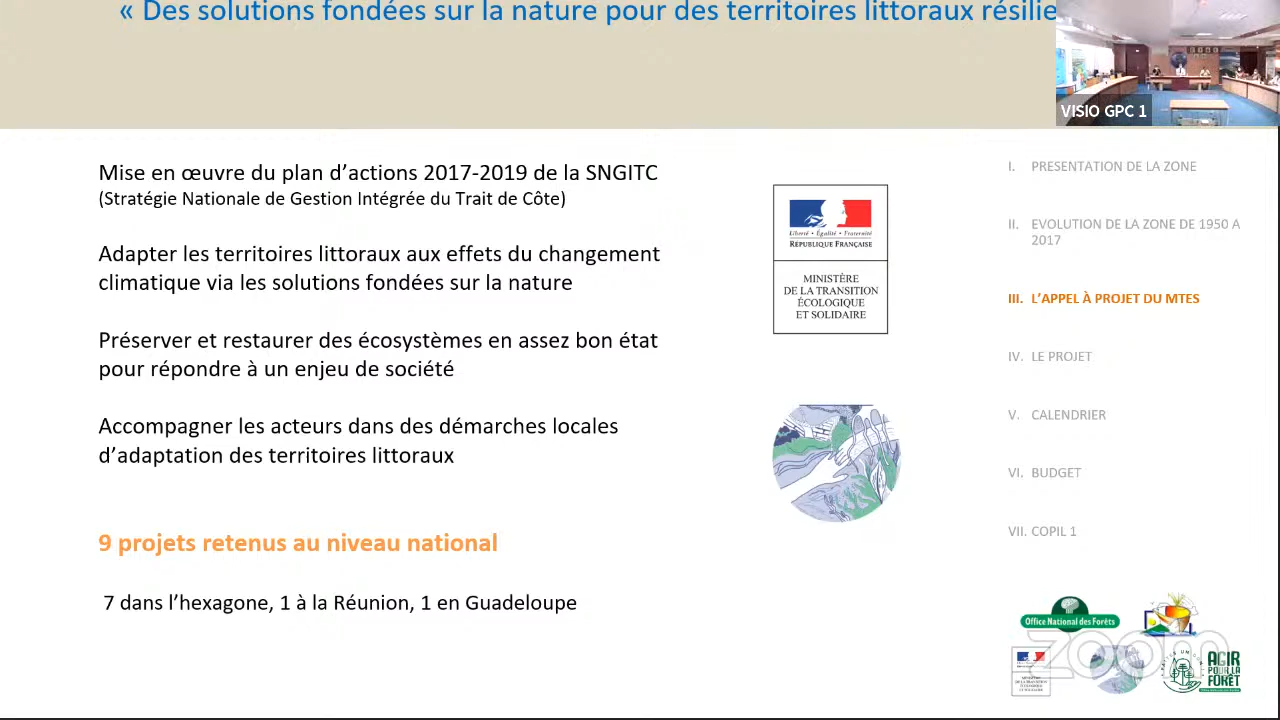 « Des solutions fondées sur la nature pour des territoires littoraux résilie
VISIO GPC 1
Mise en œuvre du plan d’actions 2017-2019 de la SNGITC
(Stratégie Nationale de Gestion Intégrée du Trait de Côte)
Adapter les territoires littoraux aux effets du changement
climatique via les solutions fondées sur la nature
Préserver et restaurer des écosystèmes en assez bon état
pour répondre à un enjeu de société
Accompagner les acteurs dans des démarches locales
d’adaptation des territoires littoraux
9 projets retenus au niveau national
7 dans l’hexagone, 1 à la Réunion, 1 en Guadeloupe
Liberté • Égalité • Fraternité
RÉPUBLIQUE FRANÇAISE
MINISTÈRE
DE LA TRANSITION
ÉCOLOGIQUE
ET SOLIDAIRE
I. PRESENTATION DE LA ZONE
II. EVOLUTION DE LA ZONE DE 1950 A
2017
III. L’APPEL À PROJET DU MTES
IV. LE PROJET
V. CALENDRIER
VI. BUDGET
VII. COPIL 1
Office National des Forêts
zoom
AGIR
POUR LA
FORÊT